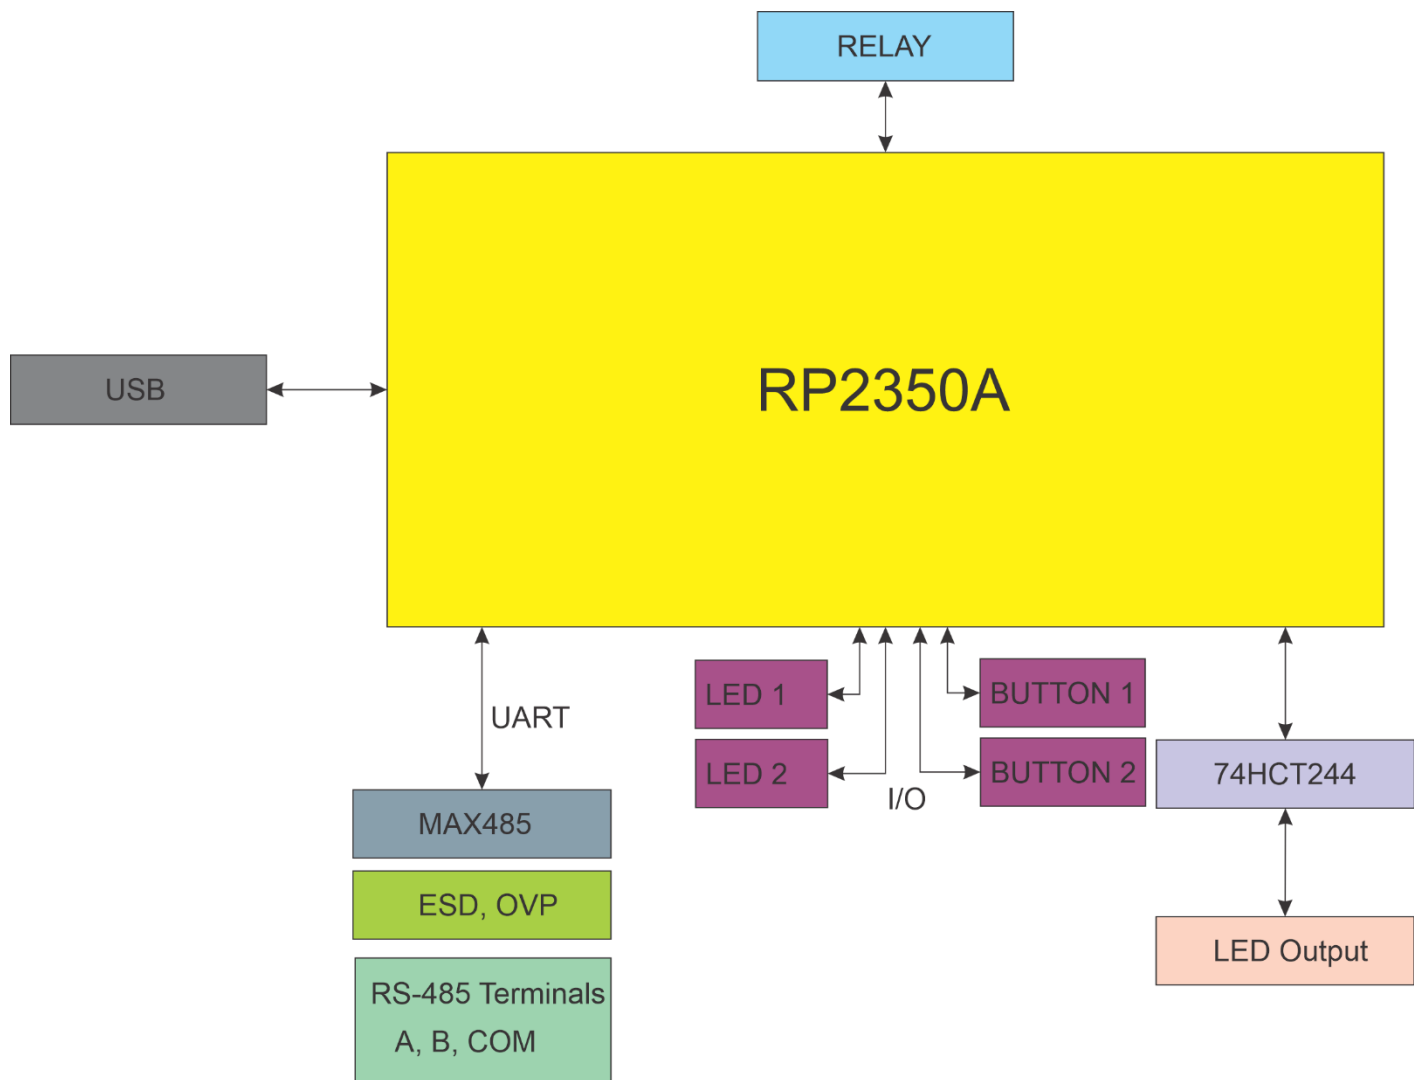 RELAY
USB
RP2350A
UART
LED 1
LED 2
I/O
BUTTON 1
BUTTON 2
74HCT244
MAX485
ESD, OVP
RS-485 Terminals
A, B, COM
LED Output